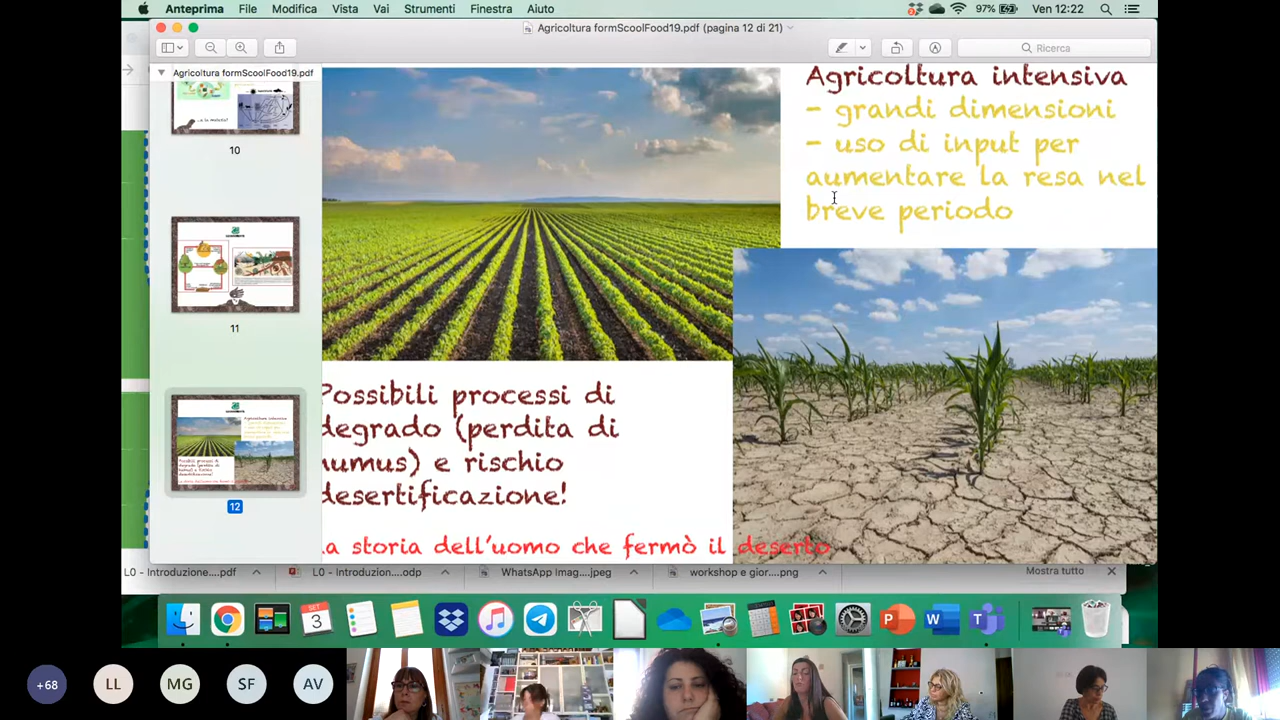 Anteprima File Modifica Vista Vai Strumenti Finestra Aiuto 97% Ven 12:22
Agricoltura formScoolFood19.pdf (pagina 12 di 21)
Ricerca
Agricoltura formScoolFood19.pdf
10
11
12
Agricoltura intensiva
- grandi dimensioni
- uso di input per
aumentare la resa nel
breve periodo
Possibili processi di
degrado (perdita di
humus) e rischio
desertificazione!
La storia dell'uomo che fermò il deserto
L0 - Introduzione....pdf L0 - Introduzion....odp WhatsApp Imag....jpeg workshop e gior....png Mostra tutto
SET
3
+68 LL MG SF AV